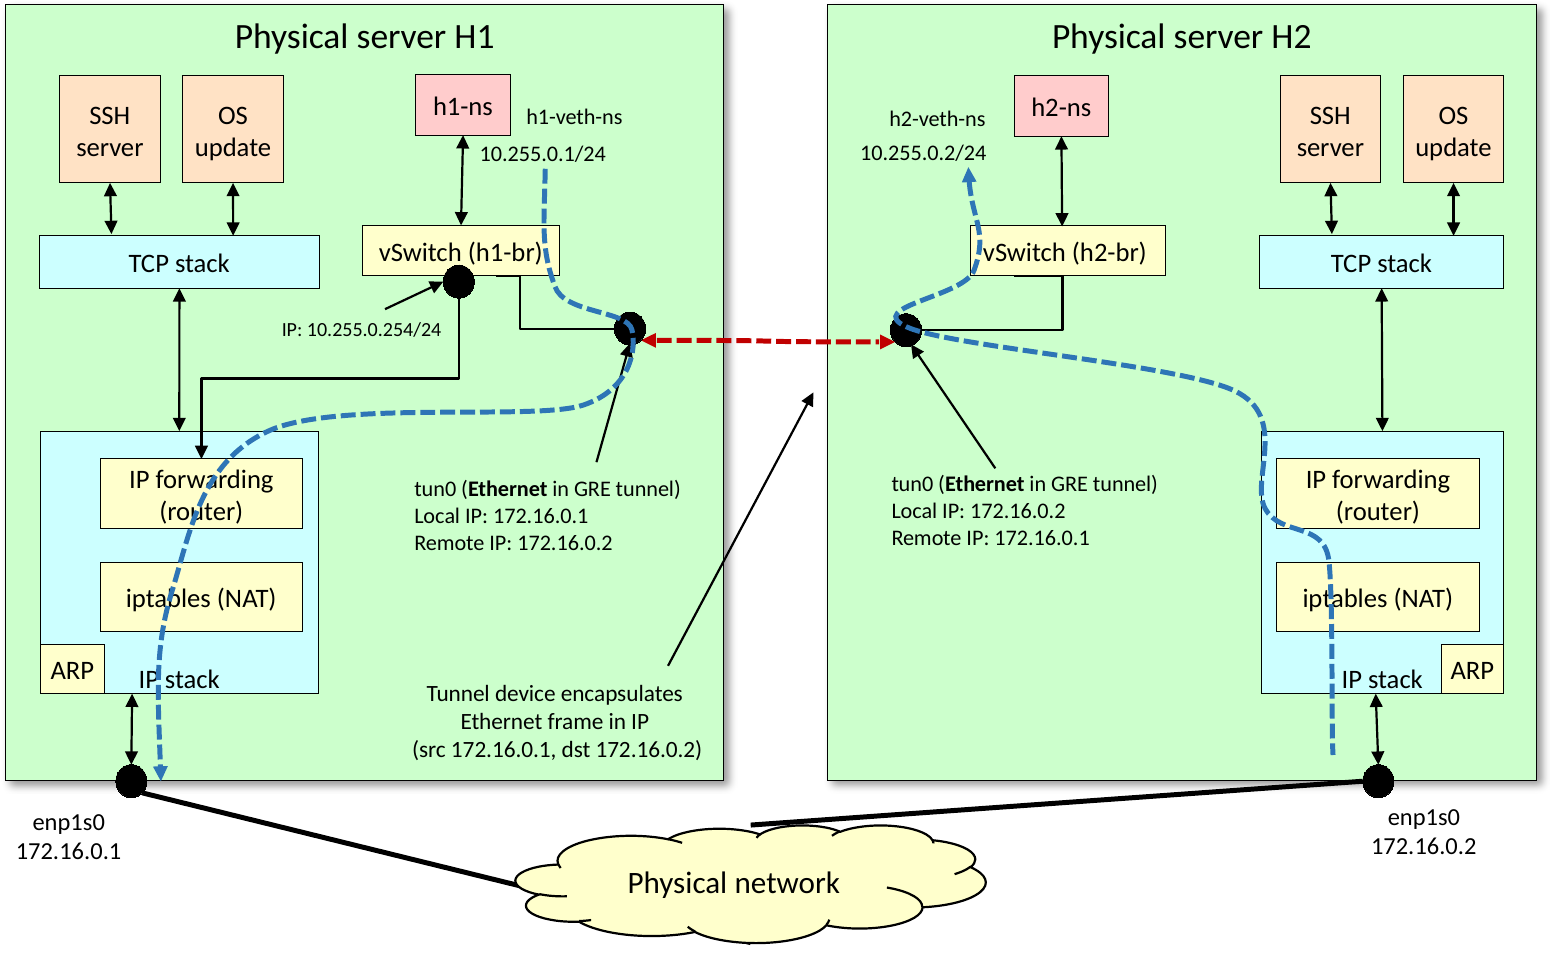 Physical server H1
SSH
server
OS
update
h1-ns
h1-veth-ns
10.255.0.1/24
TCP stack
vSwitch (h1-br)
IP: 10.255.0.254/24
IP forwarding
(router)
iptables (NAT)
ARP
IP stack
tun0 (Ethernet in GRE tunnel)
Local IP: 172.16.0.1
Remote IP: 172.16.0.2
Tunnel device encapsulates
Ethernet frame in IP
(src 172.16.0.1, dst 172.16.0.2)
enp1s0
172.16.0.1
Physical server H2
h2-veth-ns
10.255.0.2/24
h2-ns
SSH
server
OS
update
vSwitch (h2-br)
TCP stack
tun0 (Ethernet in GRE tunnel)
Local IP: 172.16.0.2
Remote IP: 172.16.0.1
IP forwarding
(router)
iptables (NAT)
IP stack
ARP
enp1s0
172.16.0.2
Physical network